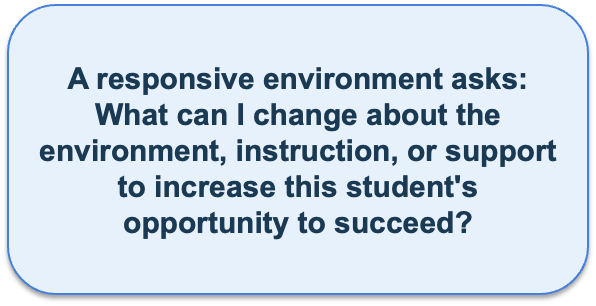 A responsive environment asks:
What can I change about the
environment, instruction, or support
to increase this student's
opportunity to succeed?